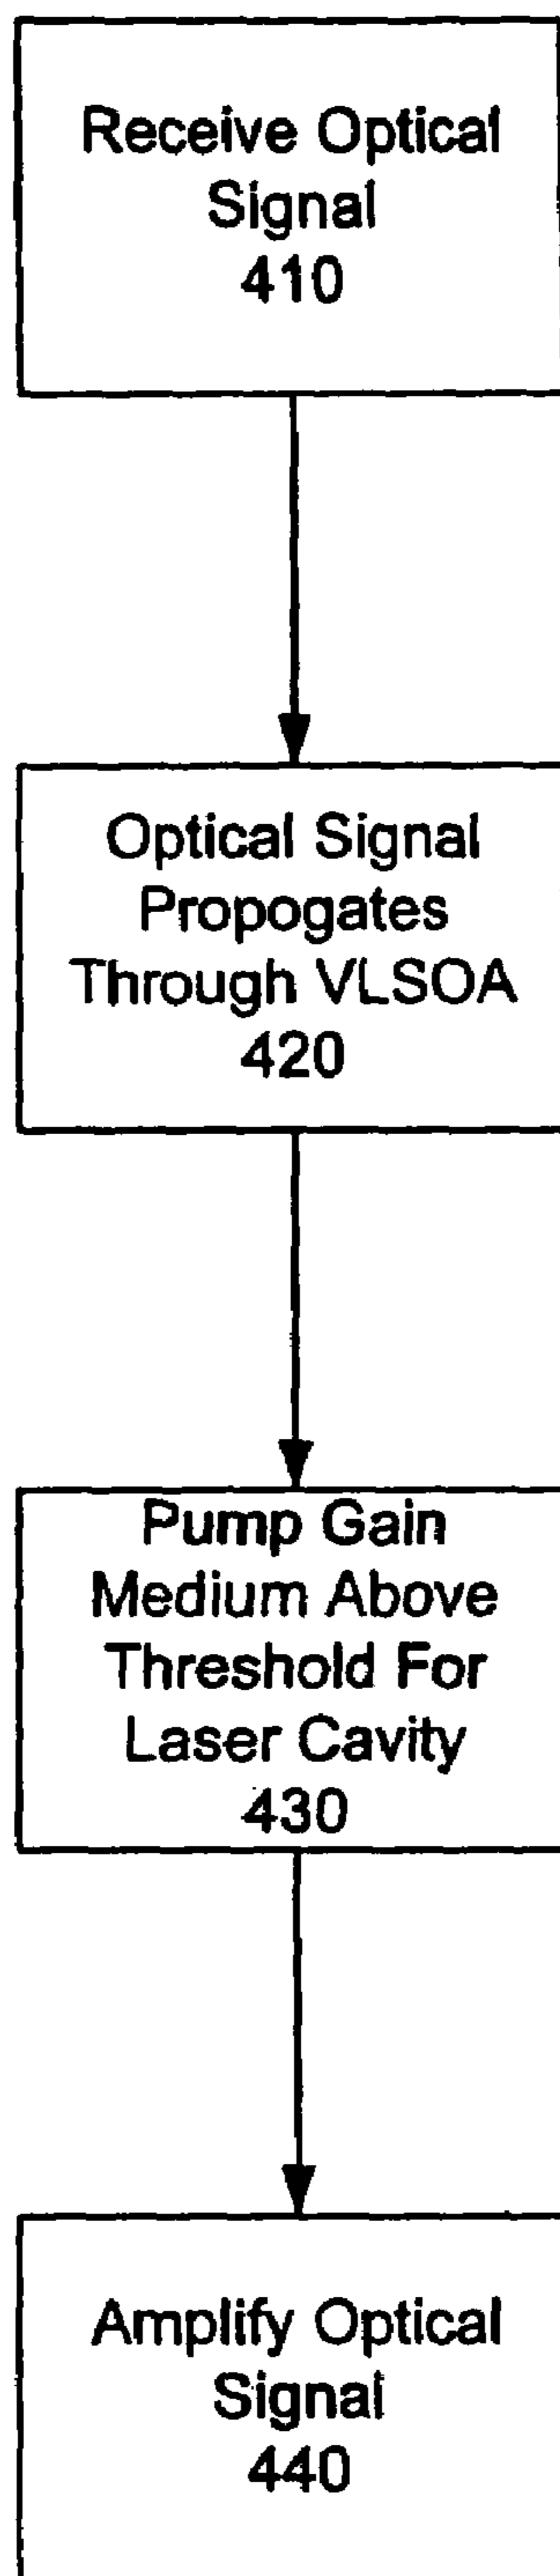 Receive Optical
Signal
410
Optical Signal
Propogates
Through VLSOA
420
Pump Gain
Medium Above
Threshold For
Laser Cavity
430
Amplify Optical
Signal
440